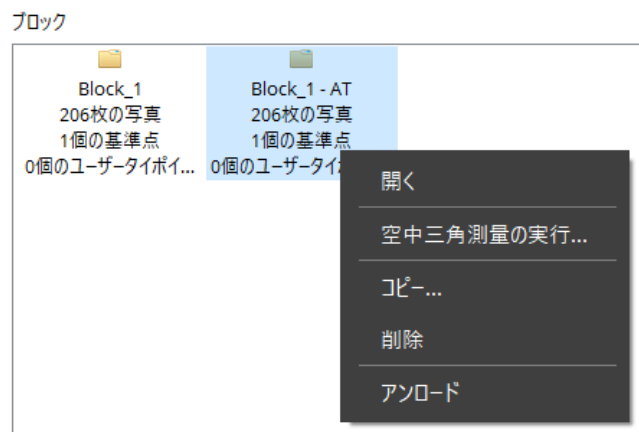 ブロック
Block_1
206枚の写真
1個の基準点
0個のユーザータイポイ...
Block_1 - AT
206枚の写真
1個の基準点
0個のユーザータイ
開く
空中三角測量の実行...
コピー...
削除
アンロード